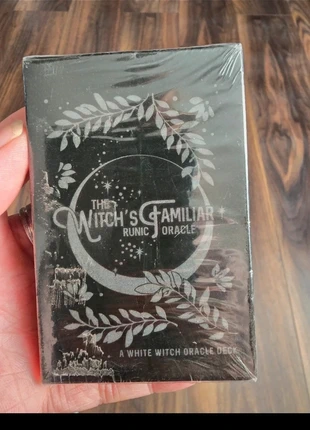 THE
WITCH'S FAMILIAR
RUNIC ORACLE
A WHITE WITCH ORACLE DECK